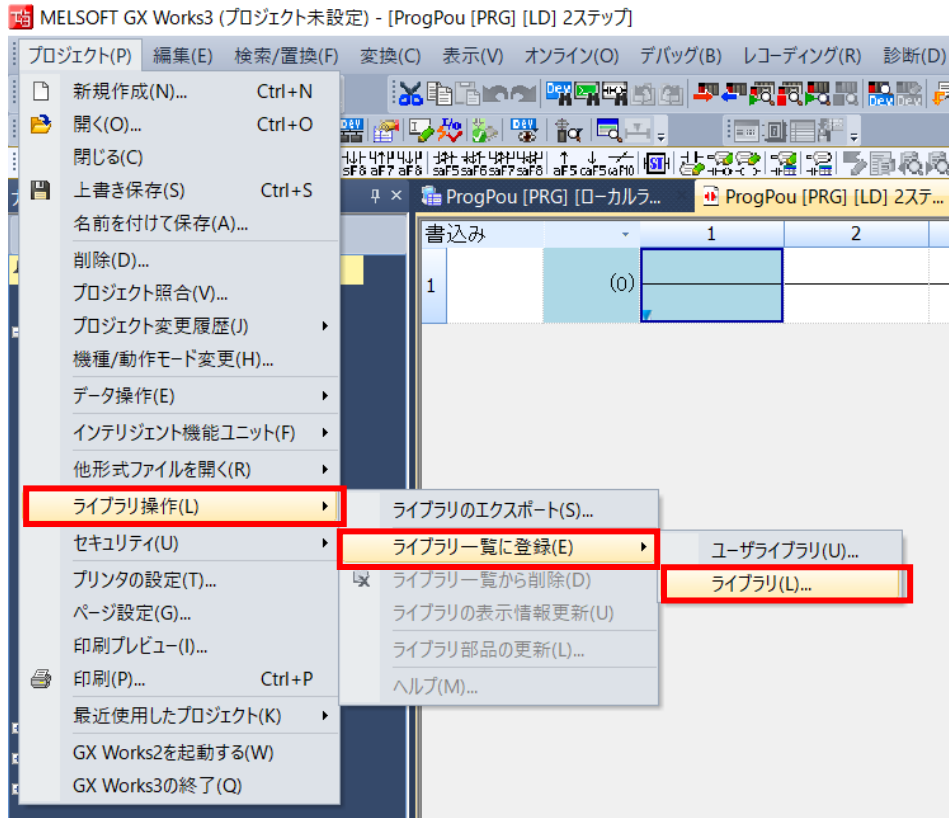 MELSOFT GX Works3 (プロジェクト未設定) - [ProgPou [PRG] [LD] 2ステップ]
プロジェクト(P) 編集(E) 検索/置換(F) 変換(C) 表示(V) オンライン(O) デバッグ(B) レコーディング(R) 診断(D)
新規作成(N)... Ctrl+N
開く(O)... Ctrl+O
閉じる(C)
上書き保存(S) Ctrl+S
名前を付けて保存(A)...
削除(D)...
プロジェクト照合(V)...
プロジェクト変更履歴(J)
機種/動作モード変更(H)...
データ操作(E)
インテリジェント機能ユニット(F)
他形式ファイルを開く(R)
ライブラリ操作(L)
セキュリティ(U)
プリンタの設定(T)...
ページ設定(G)...
印刷プレビュー(I)...
印刷(P)... Ctrl+P
最近使用したプロジェクト(K)
GX Works2を起動する(W)
GX Works3の終了(Q)
ライブラリのエクスポート(S)...
ライブラリ一覧に登録(E)
ライブラリ一覧から削除(D)
ライブラリの表示情報更新(U)
ライブラリ部品の更新(L)...
ヘルプ(M)...
ユーザライブラリ(U)...
ライブラリ(L)...
ProgPou [PRG] [ローカルラ...
ProgPou [PRG] [LD] 2ステ...
書込み 1 2
1 (0)